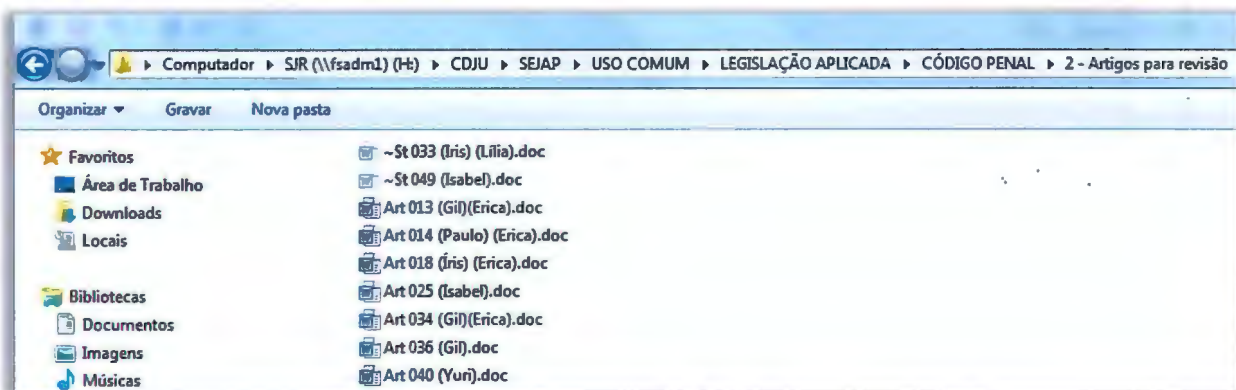 Computador ▸ SJR (\\fsadm1) (H:) ▸ CDJU ▸ SEJAP ▸ USO COMUM ▸ LEGISLAÇÃO APLICADA ▸ CÓDIGO PENAL ▸ 2 - Artigos para revisão
Organizar Gravar Nova pasta
Favoritos
Área de Trabalho
Downloads
Locais
Bibliotecas
Documentos
Imagens
Músicas
~St 033 (Iris) (Lília).doc
~St 049 (Isabel).doc
Art 013 (Gil)(Erica).doc
Art 014 (Paulo) (Erica).doc
Art 018 (Íris) (Erica).doc
Art 025 (Isabel).doc
Art 034 (Gil)(Erica).doc
Art 036 (Gil).doc
Art 040 (Yuri).doc